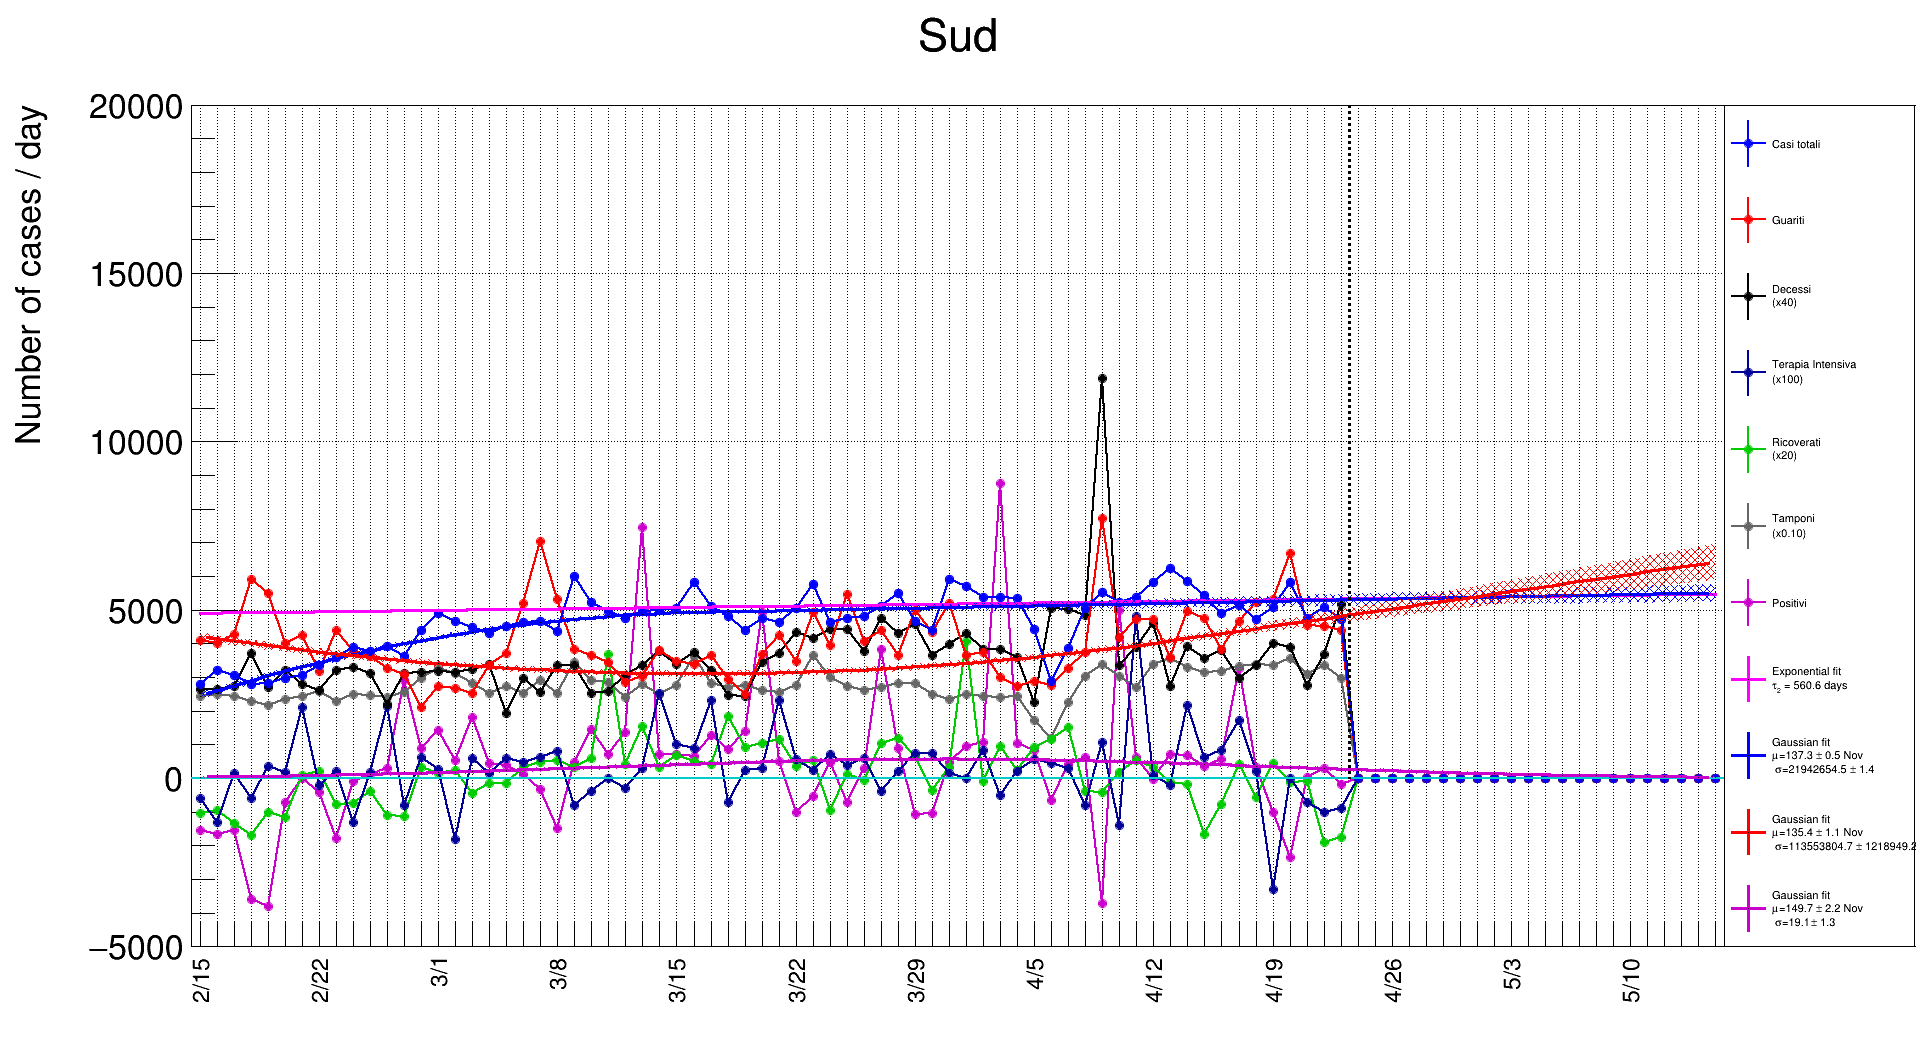 Sud
Number of cases / day
20000
15000
10000
5000
0
−5000
2/15
2/22
3/1
3/8
3/15
3/22
3/29
4/5
4/12
4/19
4/26
5/3
5/10
Casi totali
Guariti
Decessi
(x40)
Terapia Intensiva
(x100)
Ricoverati
(x20)
Tamponi
(x0.10)
Positivi
Exponential fit
τ₂ = 560.6 days
Gaussian fit
μ=137.3 ± 0.5 Nov
σ=21942654.5 ± 1.4
Gaussian fit
μ=135.4 ± 1.1 Nov
σ=113553804.7 ± 1218949.2
Gaussian fit
μ=149.7 ± 2.2 Nov
σ=19.1 ± 1.3